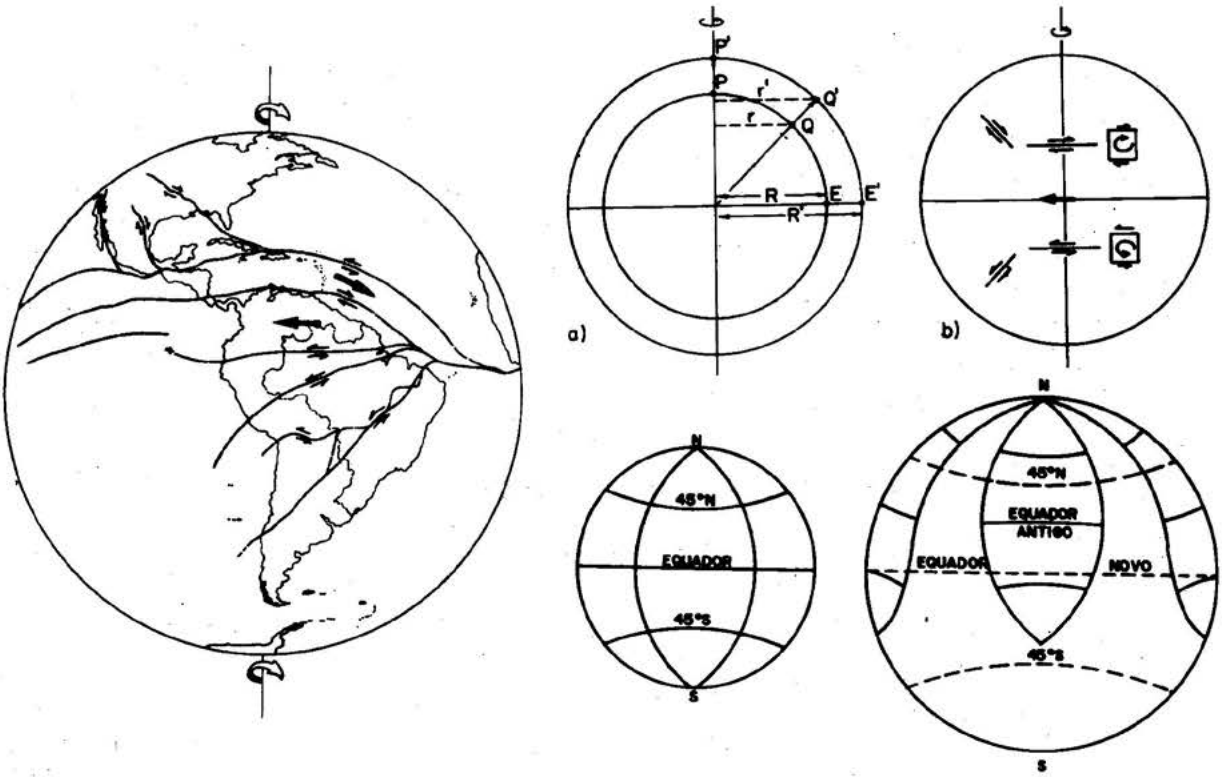 P'
P
r'
Q'
r
Q
R
E
E'
R'
a)
b)
N
45°N
EQUADOR
45°S
S
N
45°N
EQUADOR
ANTIGO
EQUADOR
NOVO
45°S
S